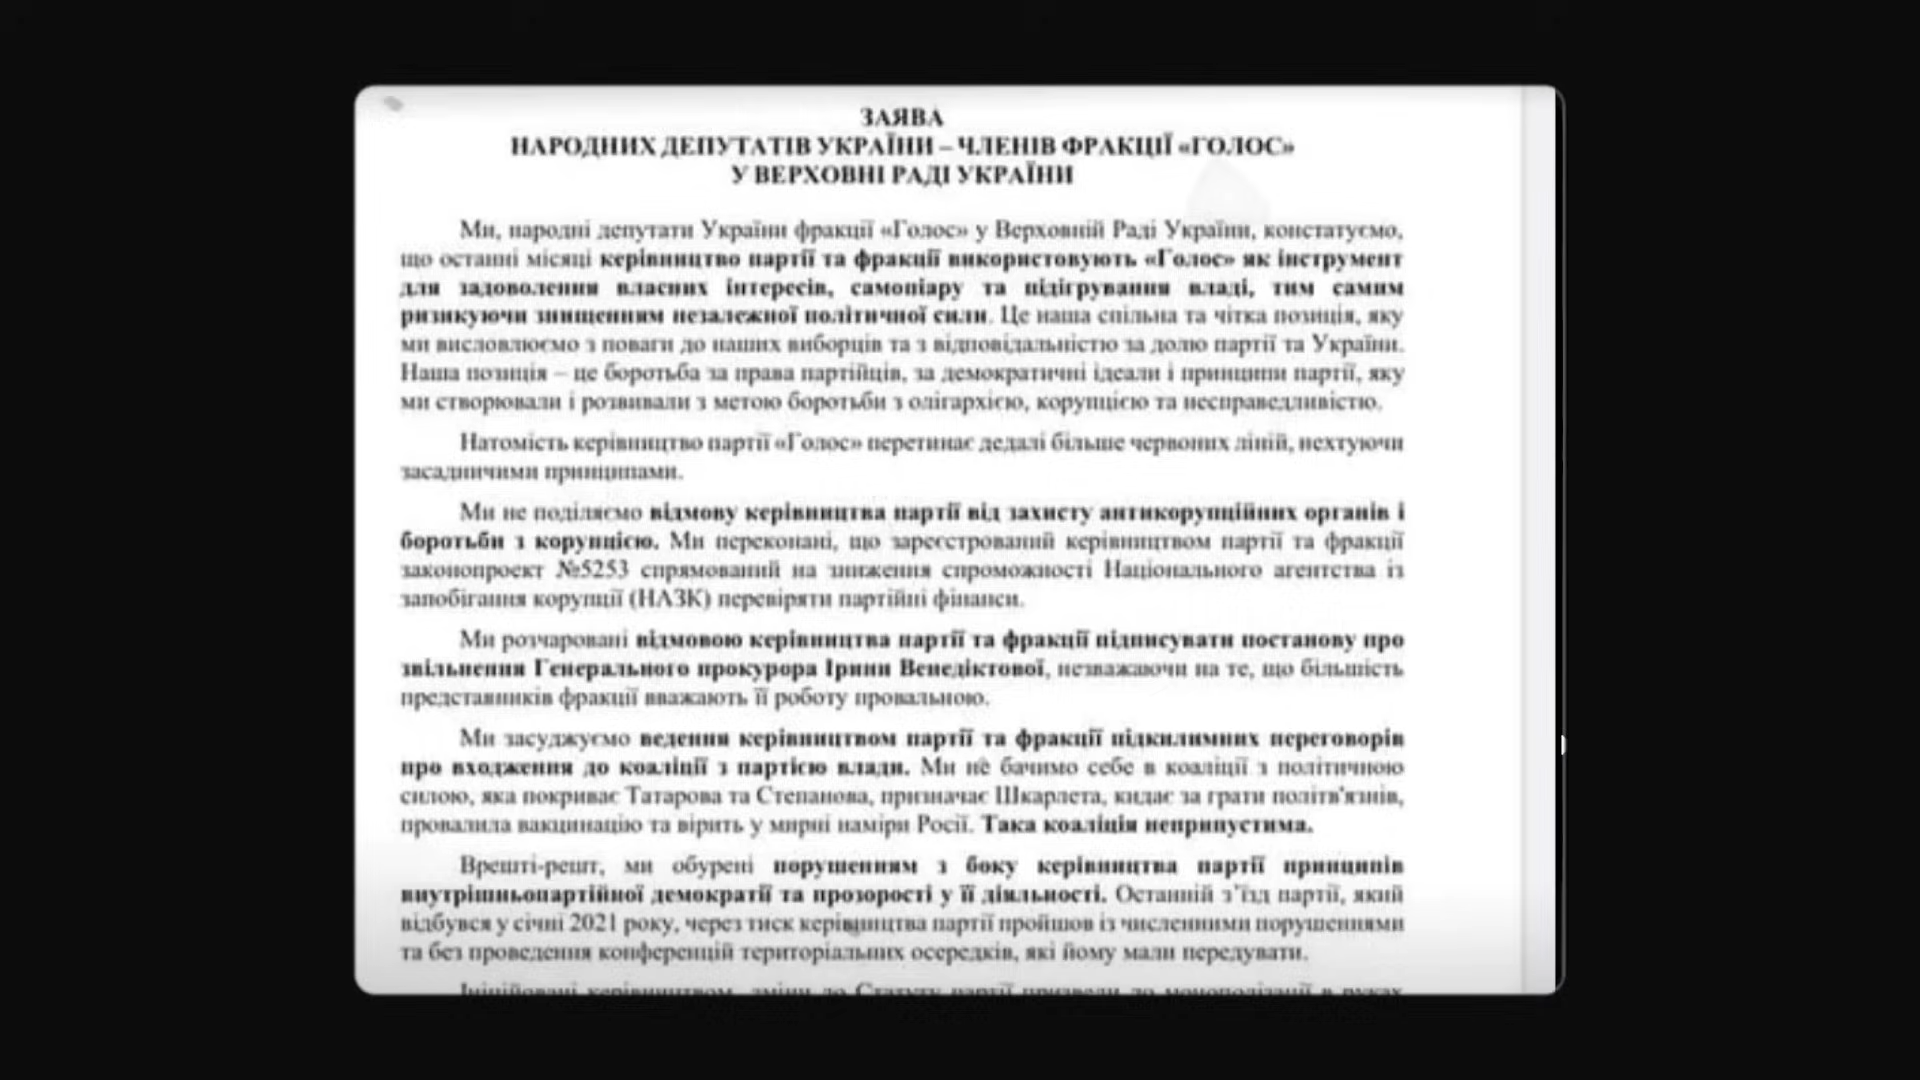 ЗАЯВА
НАРОДНИХ ДЕПУТАТІВ УКРАЇНИ – ЧЛЕНІВ ФРАКЦІЇ «ГОЛОС»
У ВЕРХОВНІ РАДІ УКРАЇНИ
Ми, народні депутати України фракції «Голос» у Верховній Раді України, констатуємо,
що останні місяці керівництво партії та фракції використовують «Голос» як інструмент
для задоволення власних інтересів, самопіару та підігрування владі, тим самим
ризикуючи знищенням незалежної політичної сили. Це наша спільна та чітка позиція, яку
ми висловлюємо з поваги до наших виборців та з відповідальністю за долю партії та України.
Наша позиція – це боротьба за права партійців, за демократичні ідеали і принципи партії, яку
ми створювали і розвивали з метою боротьби з олігархією, корупцією та несправедливістю.
Натомість керівництво партії «Голос» перетинає дедалі більше червоних ліній, нехтуючи
засадничими принципами.
Ми не поділяємо відмову керівництва партії від захисту антикорупційних органів і
боротьби з корупцією. Ми переконані, що зареєстрований керівництвом партії та фракції
законопроект №5253 спрямований на зниження спроможності Національного агентства із
запобігання корупції (НАЗК) перевіряти партійні фінанси.
Ми розчаровані відмовою керівництва партії та фракції підписувати постанову про
звільнення Генерального прокурора Ірини Венедіктової, незважаючи на те, що більшість
представників фракції вважають її роботу провальною.
Ми засуджуємо ведення керівництвом партії та фракції підкилимних переговорів
про входження до коаліції з партією влади. Ми не бачимо себе в коаліції з політичною
силою, яка покриває Татарова та Степанова, призначає Шкарлета, кидає за грати політв'язнів,
провалила вакцинацію та вірить у мирні наміри Росії. Така коаліція неприпустима.
Врешті-решт, ми обурені порушенням з боку керівництва партії принципів
внутрішньопартійної демократії та прозорості у її діяльності. Останній з’їзд партії, який
відбувся у січні 2021 року, через тиск керівництва партії пройшов із численними порушеннями
та без проведення конференцій територіальних осередків, які йому мали передувати.
Ініційовані керівництвом зміни до Статуту партії призвели до монополізації в руках